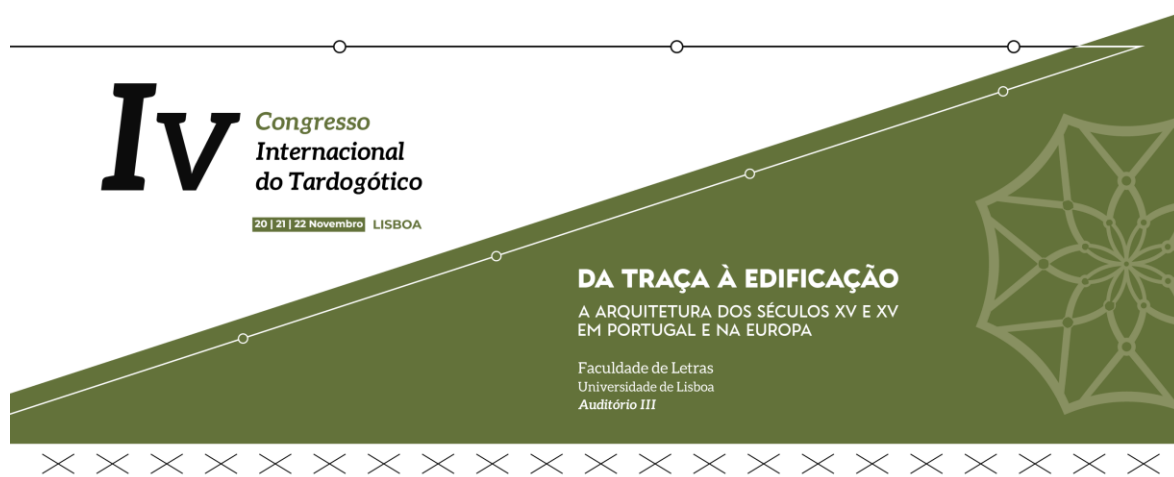 Iv
Congresso
Internacional
do Tardogótico
20 | 21 | 22 Novembro LISBOA
DA TRAÇA À EDIFICAÇÃO
A ARQUITETURA DOS SÉCULOS XV E XV
EM PORTUGAL E NA EUROPA
Faculdade de Letras
Universidade de Lisboa
Auditório III